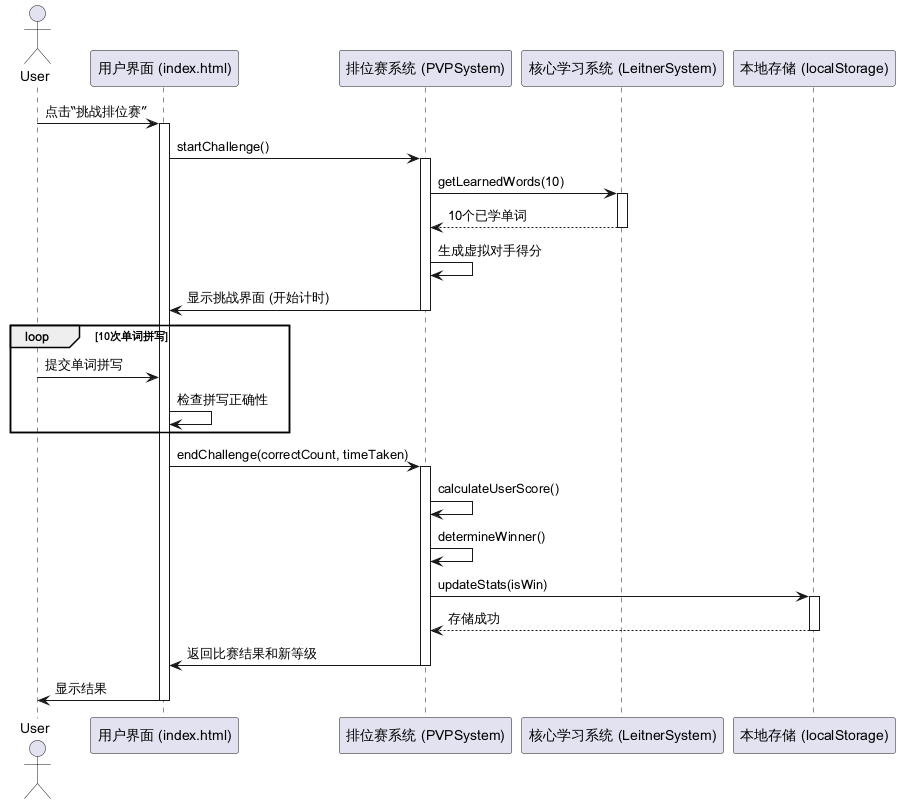 User
用户界面 (index.html)
排位赛系统 (PVPSystem)
核心学习系统 (LeitnerSystem)
本地存储 (localStorage)
点击“挑战排位赛”
startChallenge()
getLearnedWords(10)
10个已学单词
生成虚拟对手得分
显示挑战界面 (开始计时)
loop
[10次单词拼写]
提交单词拼写
检查拼写正确性
endChallenge(correctCount, timeTaken)
calculateUserScore()
determineWinner()
updateStats(isWin)
存储成功
返回比赛结果和新等级
显示结果
User
用户界面 (index.html)
排位赛系统 (PVPSystem)
核心学习系统 (LeitnerSystem)
本地存储 (localStorage)